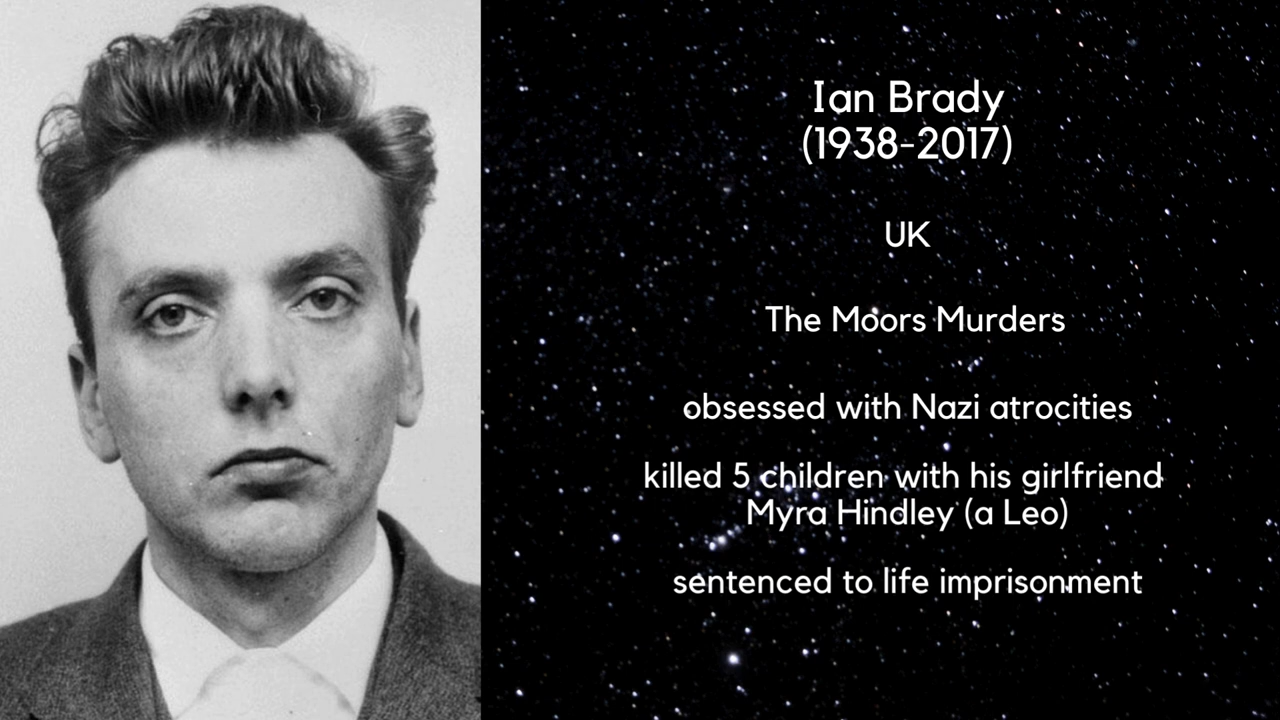 Ian Brady
(1938-2017)
UK
The Moors Murders
obsessed with Nazi atrocities
killed 5 children with his girlfriend
Myra Hindley (a Leo)
sentenced to life imprisonment